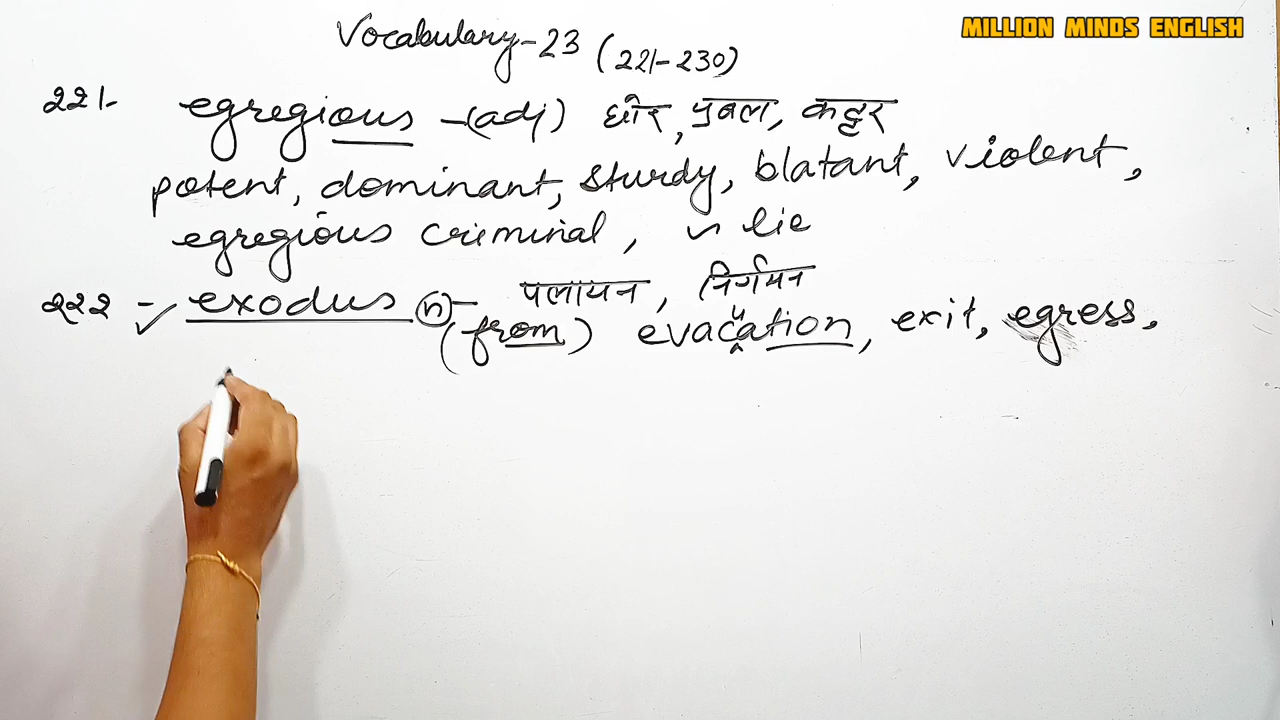 MILLION MINDS ENGLISH
Vocabulary-23 (221-230)
221- egregious -(adj) घोर, प्रबल, कट्टर
potent, dominant, sturdy, blatant, violent,
egregious criminal, " lie
222 - ✓ exodus (n) - पलायन, निर्गमन
(from) evacuation, exit, egress,